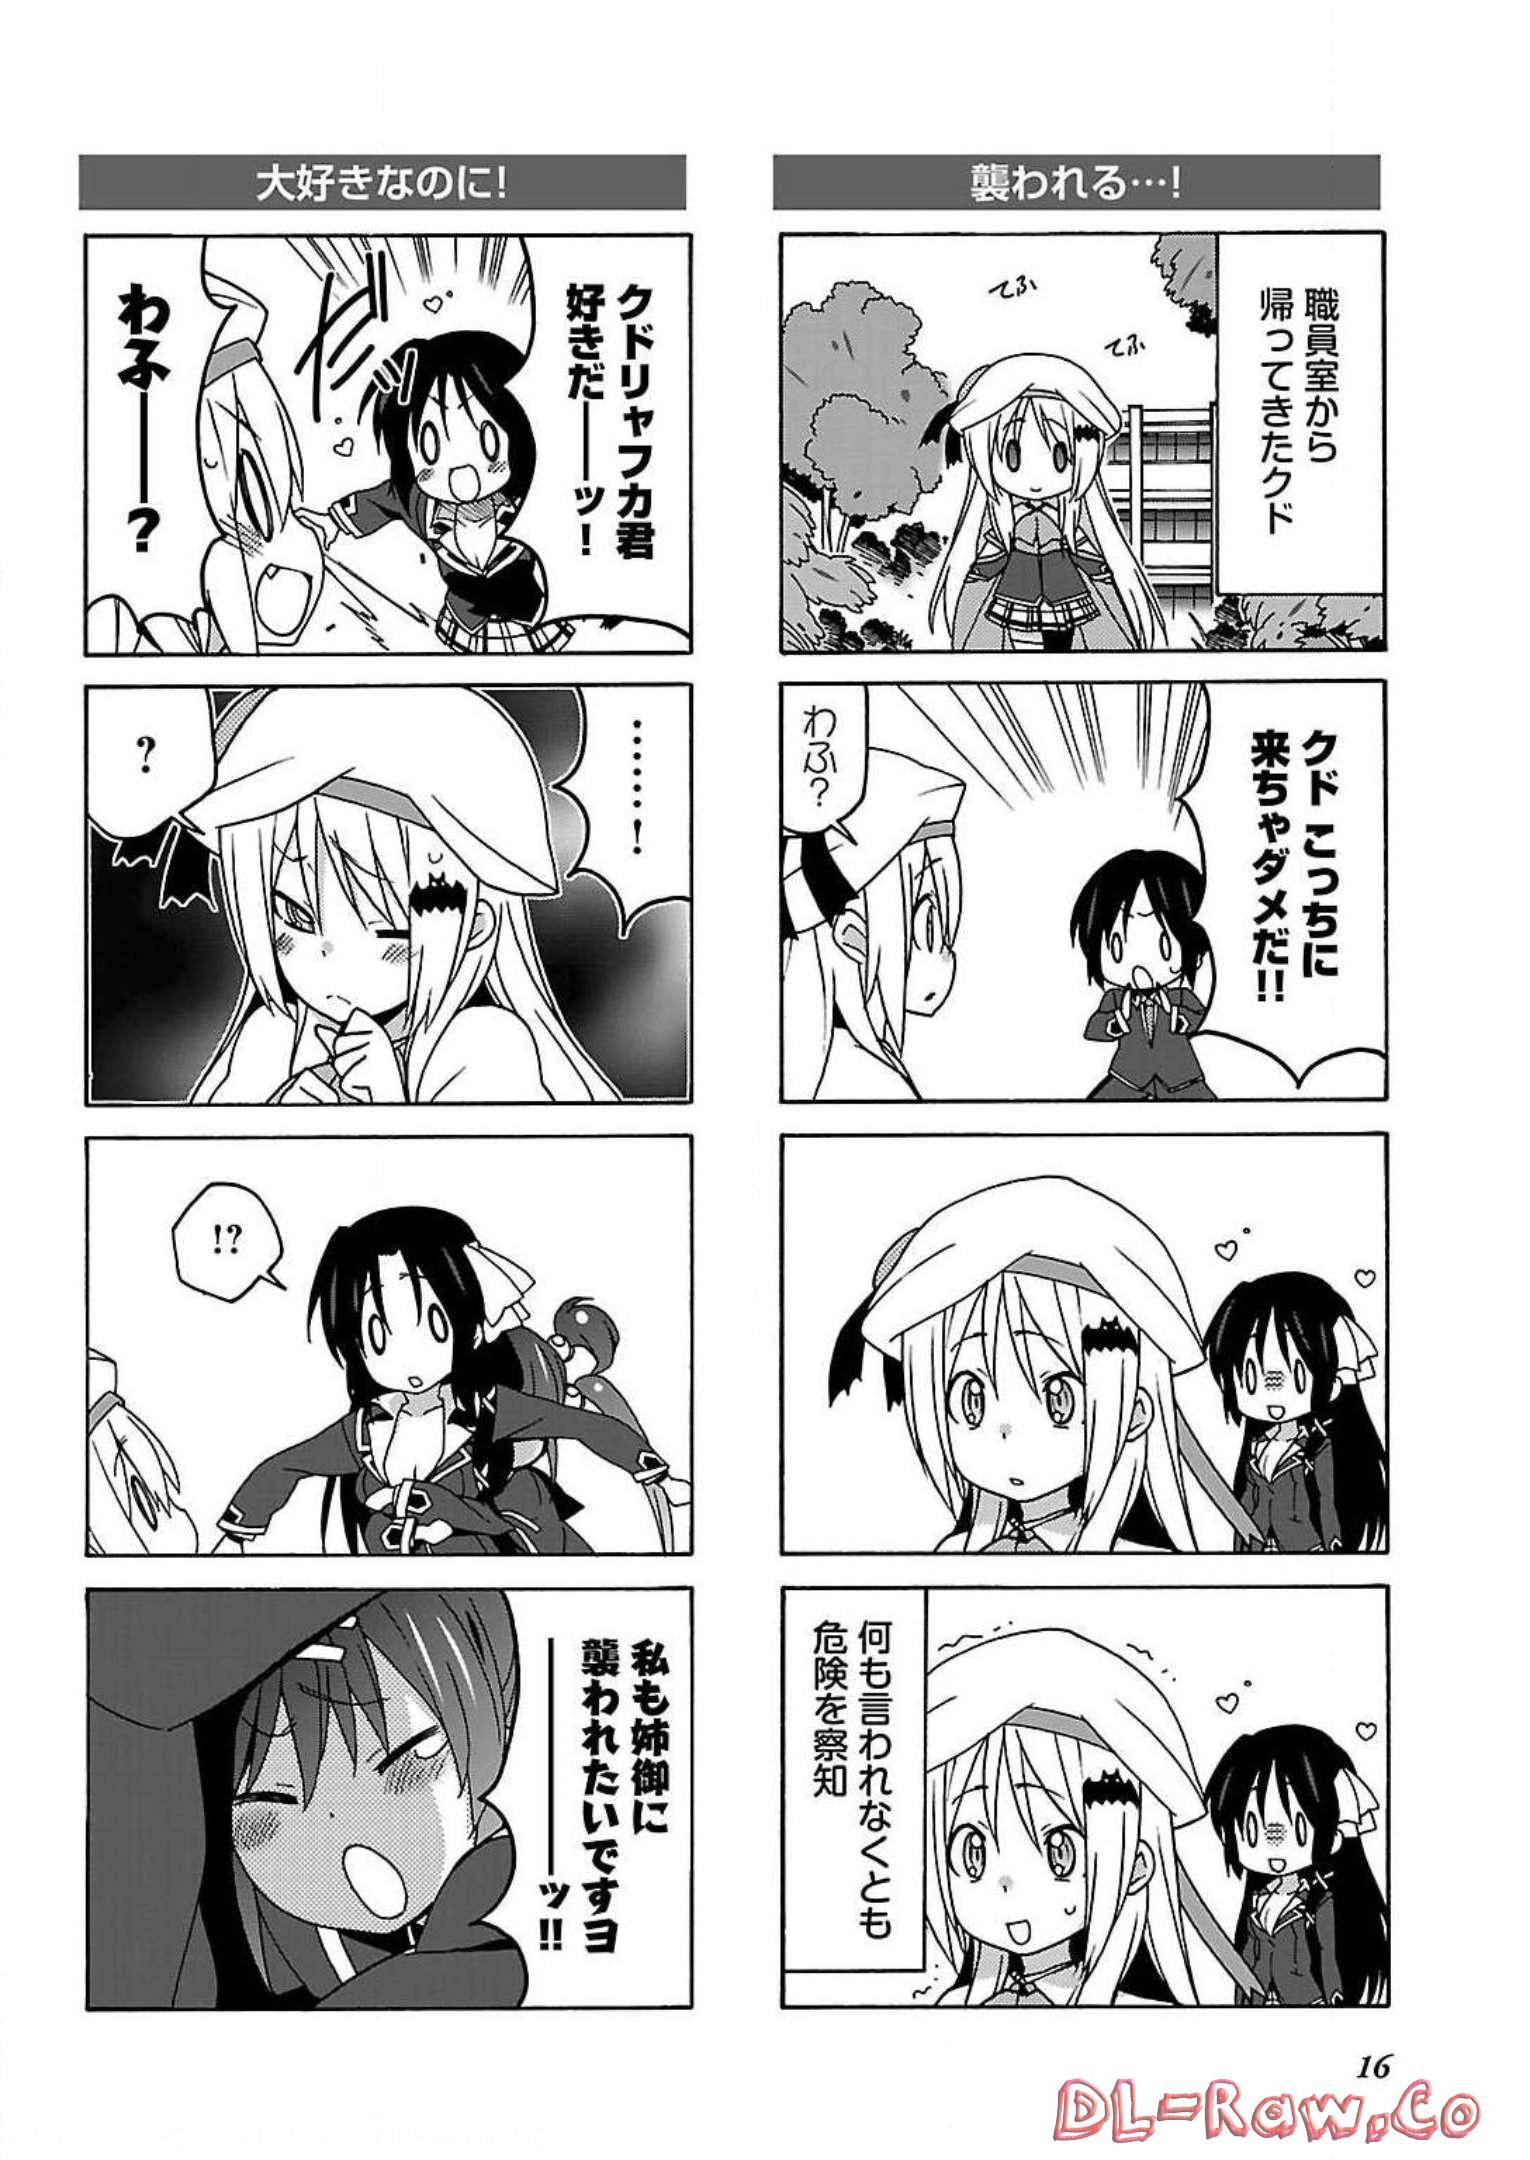 襲われる…!
職員室から
帰ってきたクド
てふ
てふ
クド こっちに
来ちゃダメだ!!
わふ?
何も言われなくとも
危険を察知
大好きなのに!
クドリャフカ君
好きだ――ッ!
ドドドッ
わふ――?
……!
?
!?
私も姉御に
襲われたいですヨ
――ッ!!
16
DL-Raw.Co